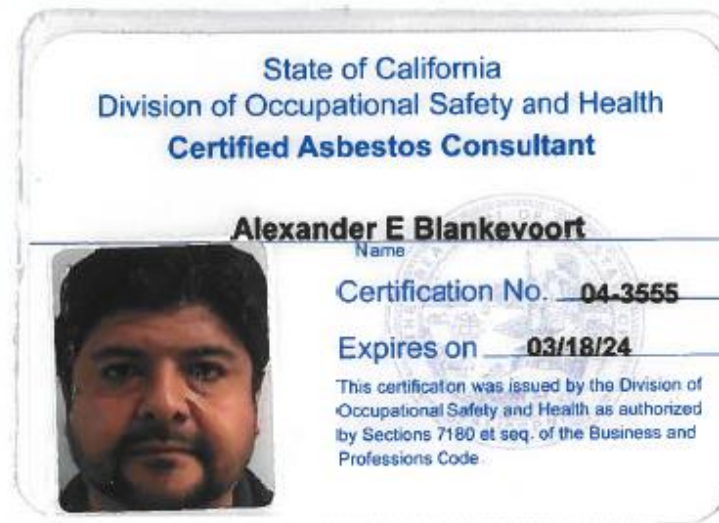 State of California
Division of Occupational Safety and Health
Certified Asbestos Consultant
Alexander E Blankevoort
Name
Certification No. 04-3555
Expires on 03/18/24
This certification was issued by the Division of
Occupational Safety and Health as authorized
by Sections 7180 et seq. of the Business and
Professions Code